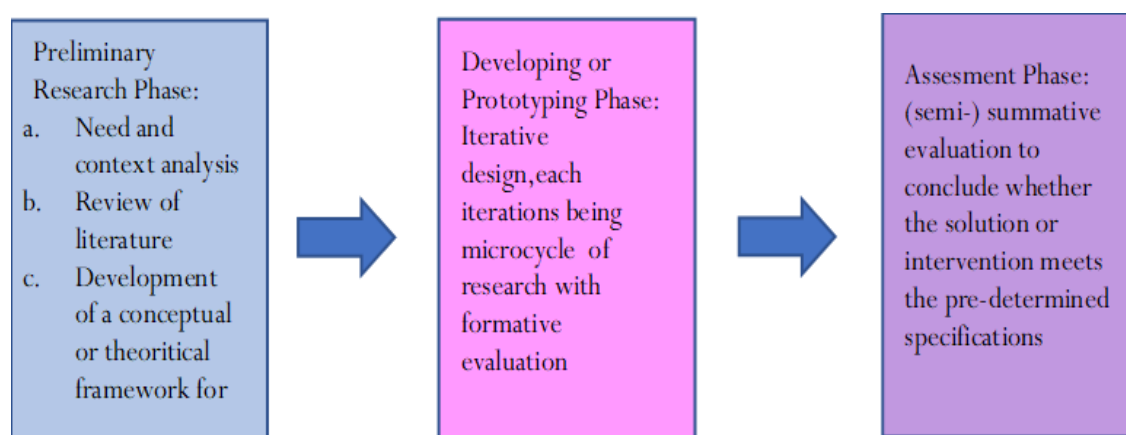 Preliminary
Research Phase:
a. Need and
context analysis
b. Review of
literature
c. Development
of a conceptual
or theoritical
framework for
Developing or
Prototyping Phase:
Iterative
design,each
iterations being
microcycle of
research with
formative
evaluation
Assesment Phase:
(semi-) summative
evaluation to
conclude whether
the solution or
intervention meets
the pre-determined
specifications